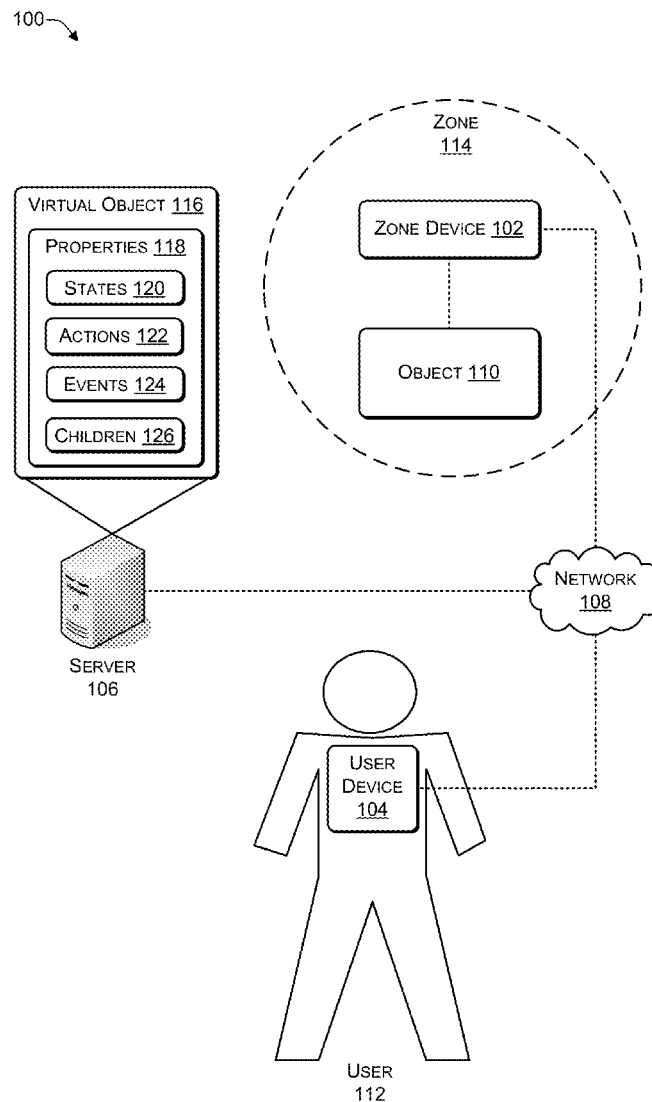 100
ZONE
114
VIRTUAL OBJECT 116
PROPERTIES 118
STATES 120
ACTIONS 122
EVENTS 124
CHILDREN 126
ZONE DEVICE 102
OBJECT 110
NETWORK
108
SERVER
106
USER
DEVICE
104
USER
112